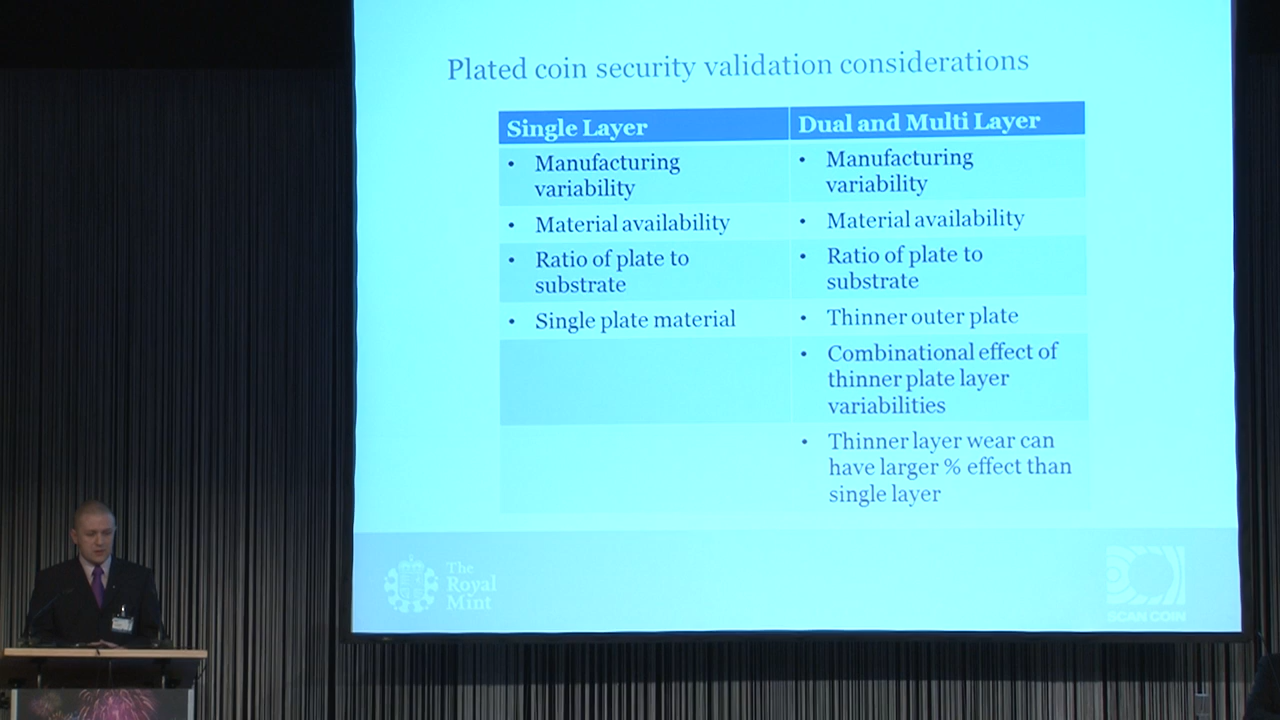 Plated coin security validation considerations
Single Layer
Dual and Multi Layer
• Manufacturing
variability
• Manufacturing
variability
• Material availability
• Material availability
• Ratio of plate to
substrate
• Ratio of plate to
substrate
• Single plate material
• Thinner outer plate
• Combinational effect of
thinner plate layer
variabilities
• Thinner layer wear can
have larger % effect than
single layer
The
Royal
Mint
SCAN COIN